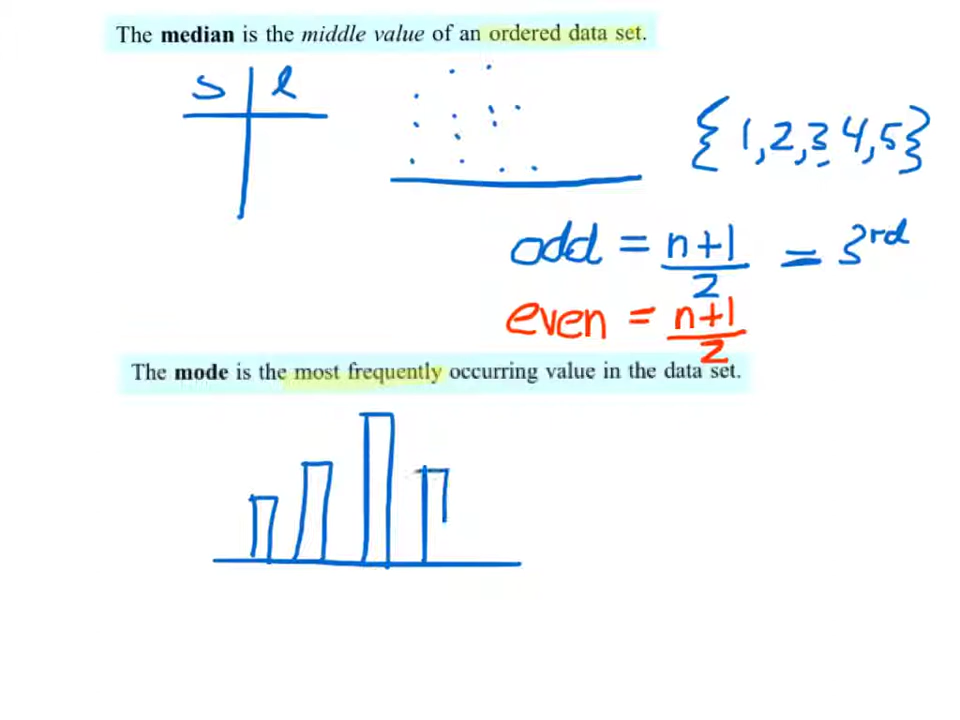 The median is the middle value of an ordered data set.
s | l
{1,2,3,4,5}
odd = n+1/2 = 3rd
even = n+1/2
The mode is the most frequently occurring value in the data set.